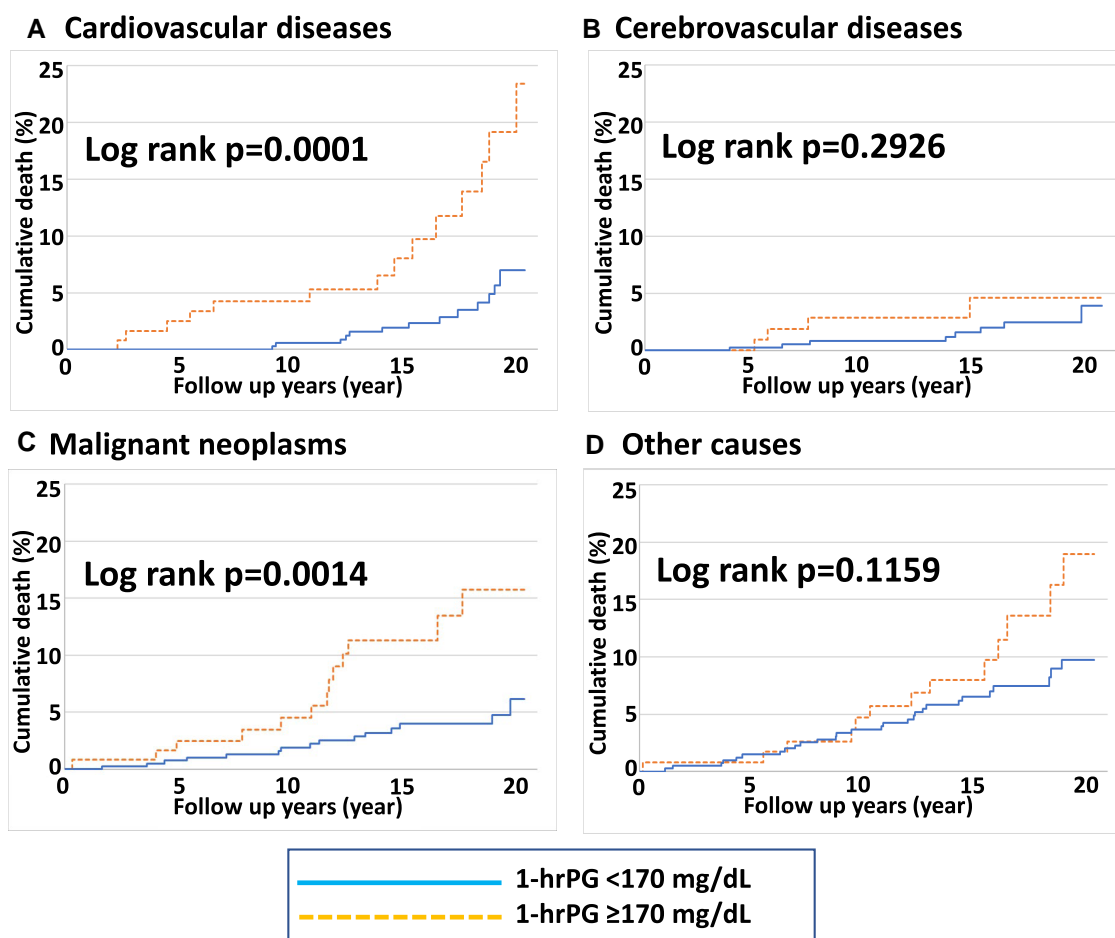 A Cardiovascular diseases
25
20
15
10
5
0
Cumulative death (%)
Log rank p=0.0001
0 5 10 15 20
Follow up years (year)
B Cerebrovascular diseases
25
20
15
10
5
0
Cumulative death (%)
Log rank p=0.2926
0 5 10 15 20
Follow up years (year)
C Malignant neoplasms
25
20
15
10
5
0
Cumulative death (%)
Log rank p=0.0014
0 5 10 15 20
Follow up years (year)
D Other causes
25
20
15
10
5
0
Cumulative death (%)
Log rank p=0.1159
0 5 10 15 20
Follow up years (year)
1-hrPG <170 mg/dL
1-hrPG ≥170 mg/dL